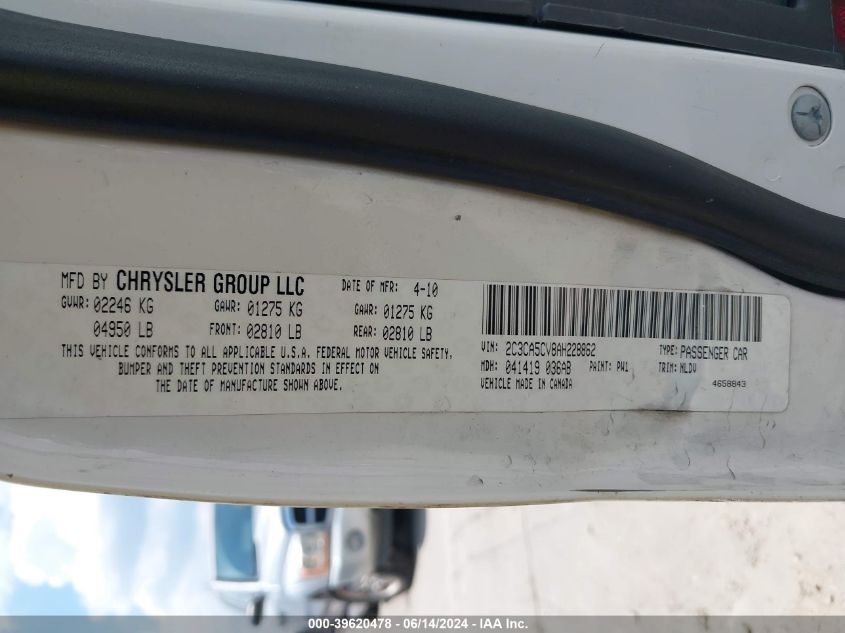 MFD BY CHRYSLER GROUP LLC
DATE OF MFR: 4-10
GVWR: 02246 KG
GAWR: 01275 KG
GAWR: 01275 KG
04950 LB
FRONT: 02810 LB
REAR: 02810 LB
THIS VEHICLE CONFORMS TO ALL APPLICABLE U.S.A. FEDERAL MOTOR VEHICLE SAFETY,
BUMPER AND THEFT PREVENTION STANDARDS IN EFFECT ON
THE DATE OF MANUFACTURE SHOWN ABOVE.
VIN: 2C3CA5CV8AH228862
TYPE: PASSENGER CAR
MDH: 041419 036AB
PAINT: PW1
TRIM: NLDV
VEHICLE MADE IN CANADA
4658843
000-39620478 - 06/14/2024 - IAA Inc.